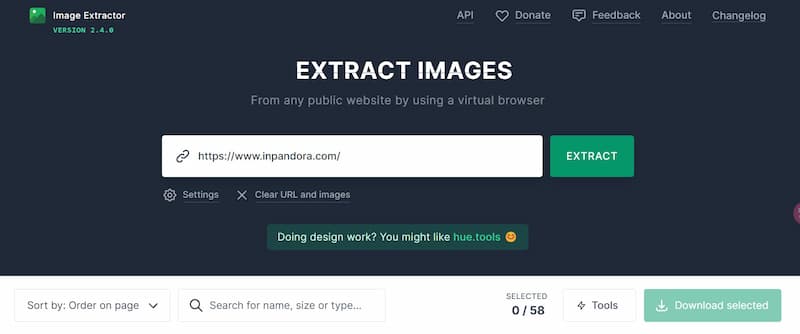 Image Extractor
VERSION 2.4.0
API
Donate
Feedback
About
Changelog
EXTRACT IMAGES
From any public website by using a virtual browser
https://www.inpandora.com/
EXTRACT
Settings
Clear URL and images
Doing design work? You might like hue.tools 😊
Sort by: Order on page
Search for name, size or type...
SELECTED
0 / 58
Tools
Download selected